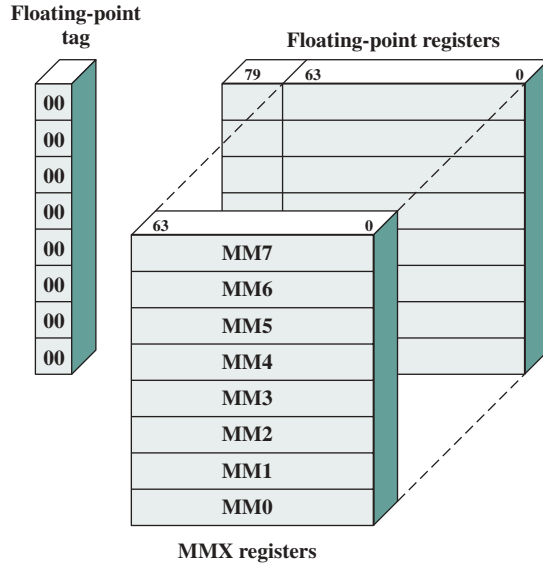 Floating-point
tag
Floating-point registers
79 63 0
00
00
00
00
00
00
00
00
63 0
MM7
MM6
MM5
MM4
MM3
MM2
MM1
MM0
MMX registers